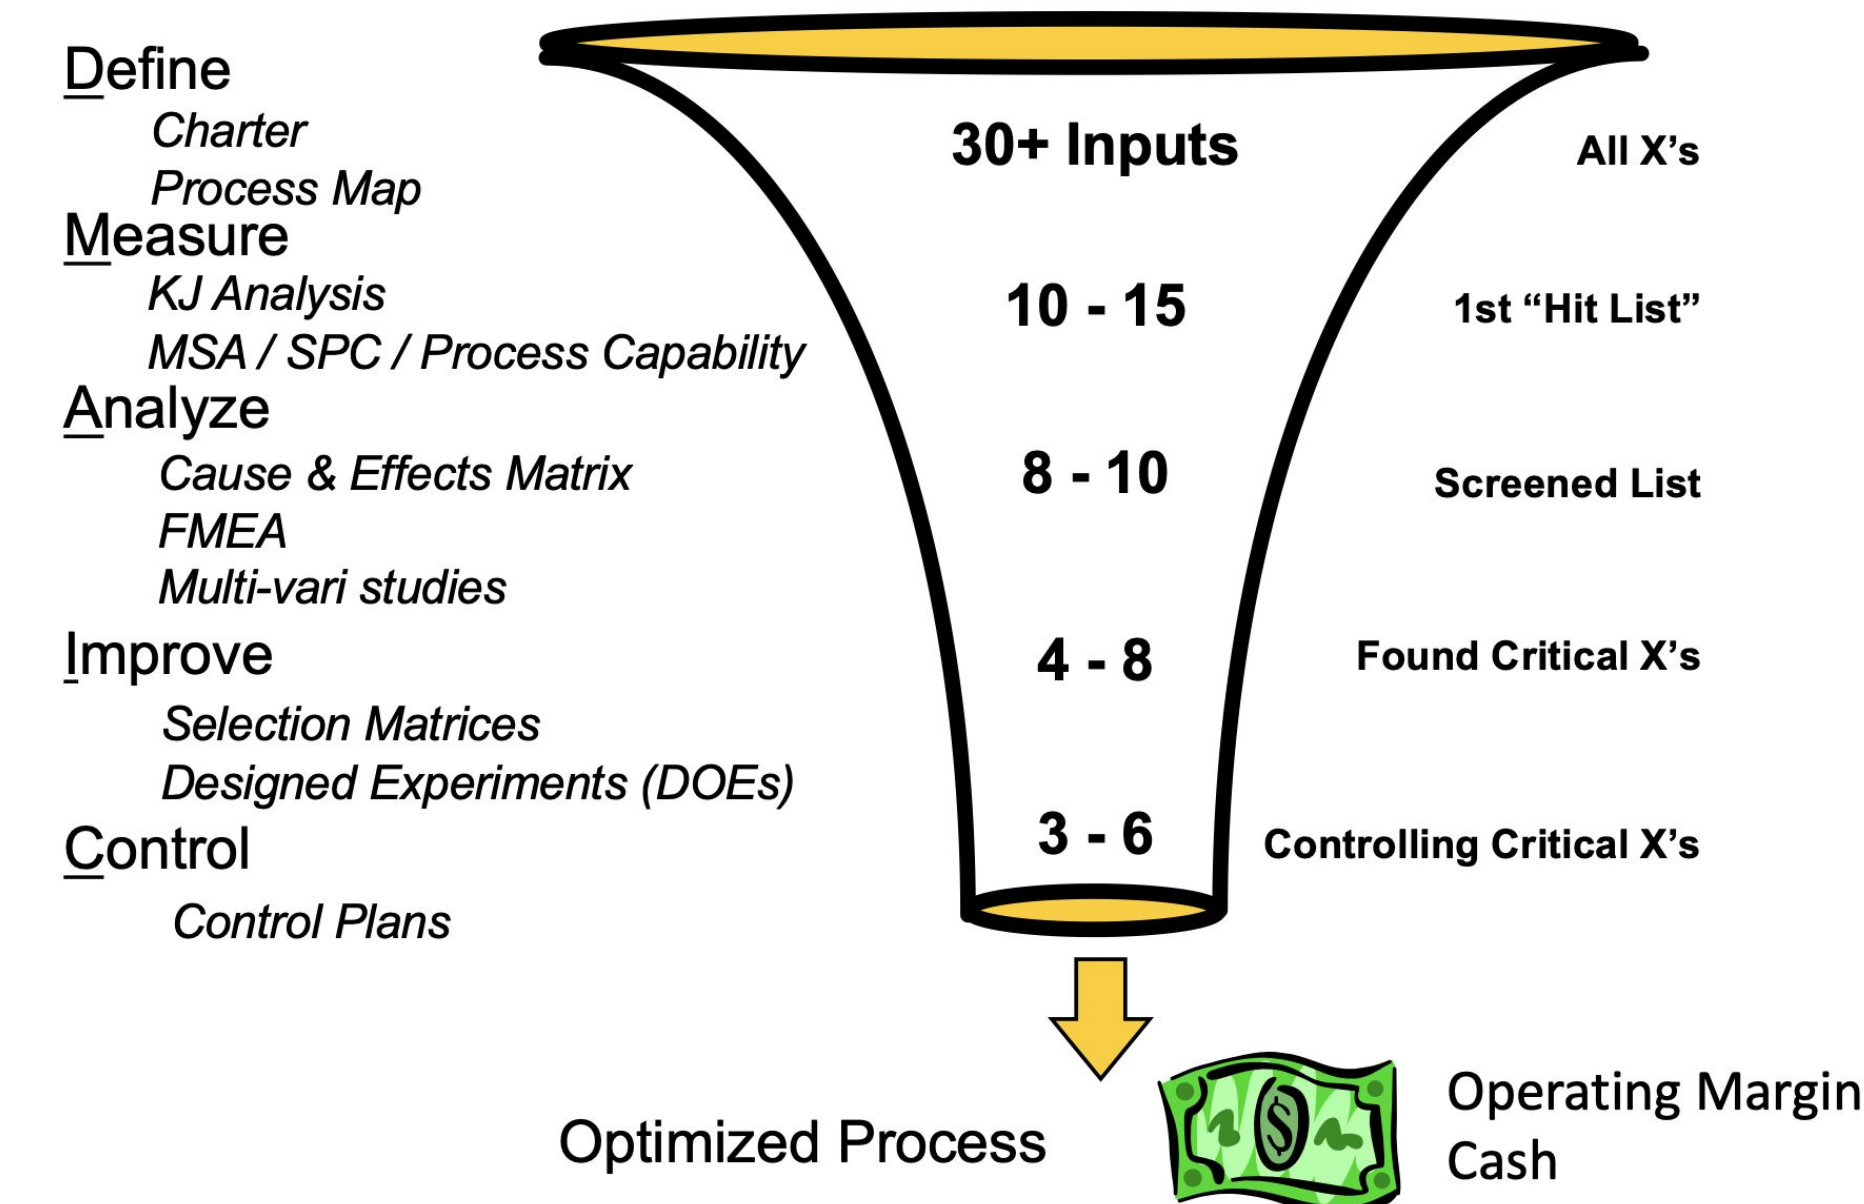 Define
Charter
Process Map
Measure
KJ Analysis
MSA / SPC / Process Capability
Analyze
Cause & Effects Matrix
FMEA
Multi-vari studies
Improve
Selection Matrices
Designed Experiments (DOEs)
Control
Control Plans
30+ Inputs
10 - 15
8 - 10
4 - 8
3 - 6
All X’s
1st “Hit List”
Screened List
Found Critical X’s
Controlling Critical X’s
Optimized Process
$
Operating Margin
Cash